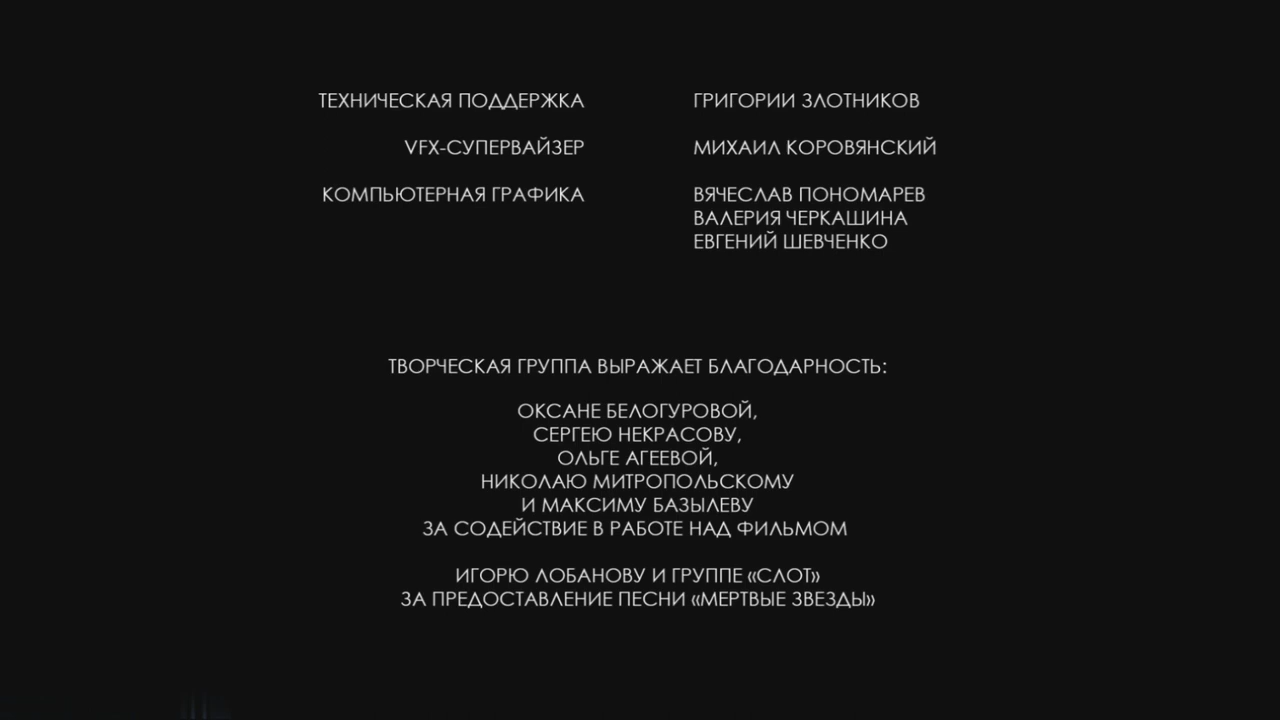 ТЕХНИЧЕСКАЯ ПОДДЕРЖКА ГРИГОРИИ ЗЛОТНИКОВ
VFX-СУПЕРВАЙЗЕР МИХАИЛ КОРОВЯНСКИЙ
КОМПЬЮТЕРНАЯ ГРАФИКА ВЯЧЕСЛАВ ПОНОМАРЕВ
ВАЛЕРИЯ ЧЕРКАШИНА
ЕВГЕНИЙ ШЕВЧЕНКО
ТВОРЧЕСКАЯ ГРУППА ВЫРАЖАЕТ БЛАГОДАРНОСТЬ:
ОКСАНЕ БЕЛОГУРОВОЙ,
СЕРГЕЮ НЕКРАСОВУ,
ОЛЬГЕ АГЕЕВОЙ,
НИКОЛАЮ МИТРОПОЛЬСКОМУ
И МАКСИМУ БАЗЫЛЕВУ
ЗА СОДЕЙСТВИЕ В РАБОТЕ НАД ФИЛЬМОМ
ИГОРЮ ЛОБАНОВУ И ГРУППЕ «СЛОТ»
ЗА ПРЕДОСТАВЛЕНИЕ ПЕСНИ «МЕРТВЫЕ ЗВЕЗДЫ»